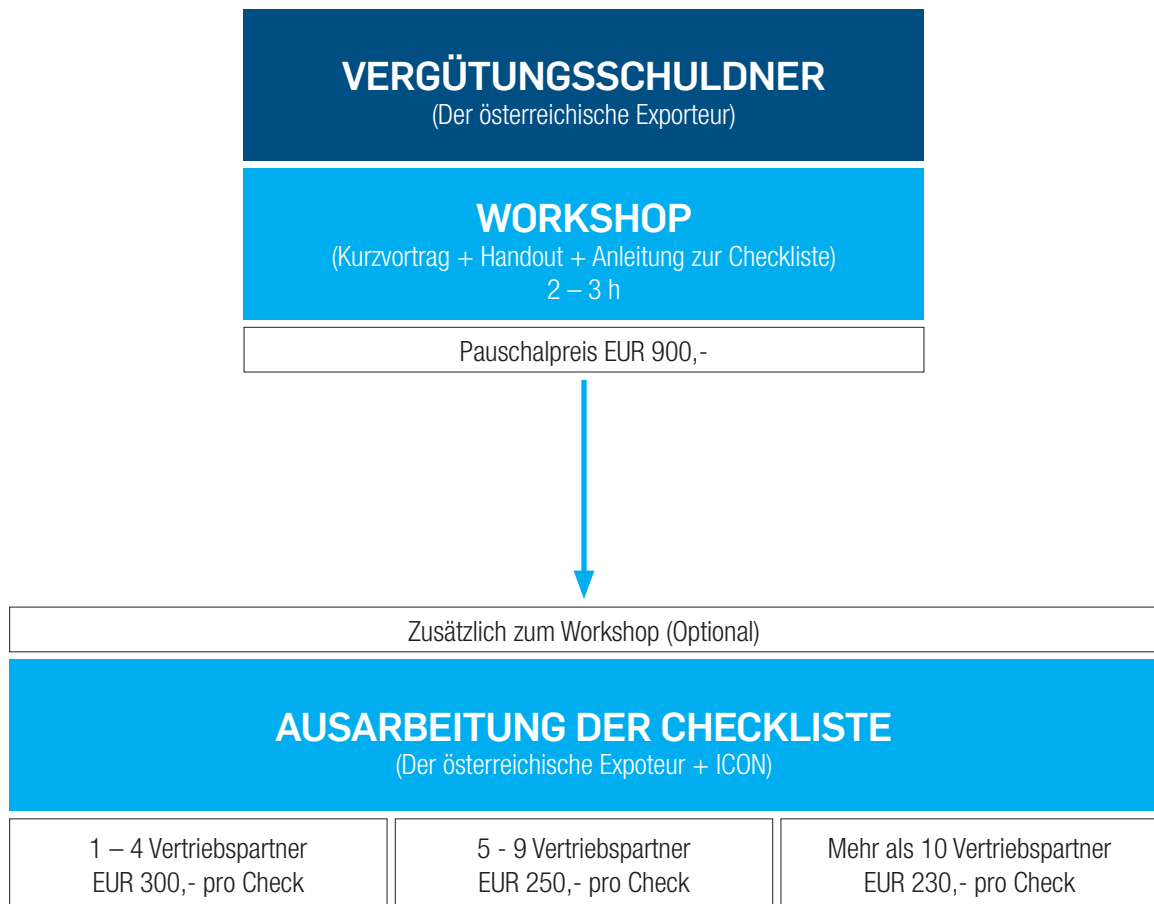 VERGÜTUNGSSCHULDNER
(Der österreichische Exporteur)
WORKSHOP
(Kurzvortrag + Handout + Anleitung zur Checkliste)
2 – 3 h
Pauschalpreis EUR 900,-
Zusätzlich zum Workshop (Optional)
AUSARBEITUNG DER CHECKLISTE
(Der österreichische Expoteur + ICON)
1 – 4 Vertriebspartner
EUR 300,- pro Check
5 - 9 Vertriebspartner
EUR 250,- pro Check
Mehr als 10 Vertriebspartner
EUR 230,- pro Check